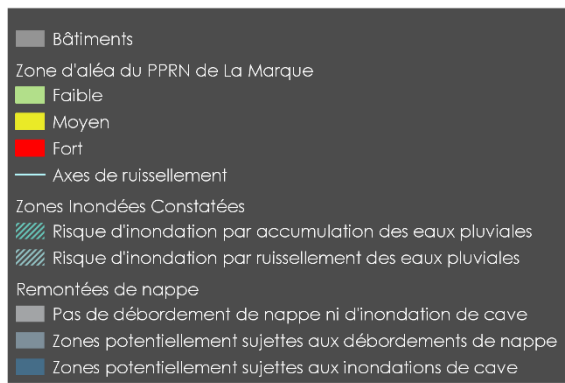 Bâtiments
Zone d'aléa du PPRN de La Marque
Faible
Moyen
Fort
Axes de ruissellement
Zones Inondées Constatées
Risque d'inondation par accumulation des eaux pluviales
Risque d'inondation par ruissellement des eaux pluviales
Remontées de nappe
Pas de débordement de nappe ni d'inondation de cave
Zones potentiellement sujettes aux débordements de nappe
Zones potentiellement sujettes aux inondations de cave